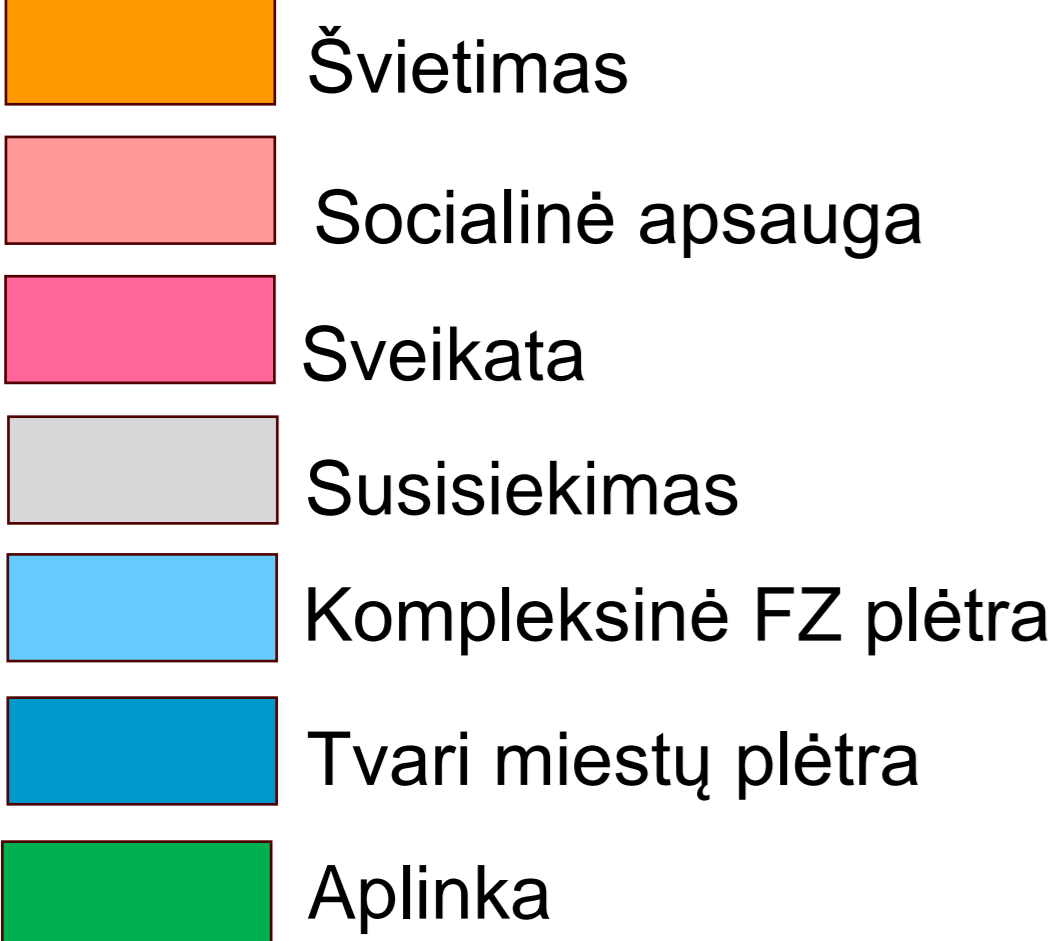 Švietimas
Socialinė apsauga
Sveikata
Susisiekimas
Kompleksinė FZ plėtra
Tvari miestų plėtra
Aplinka